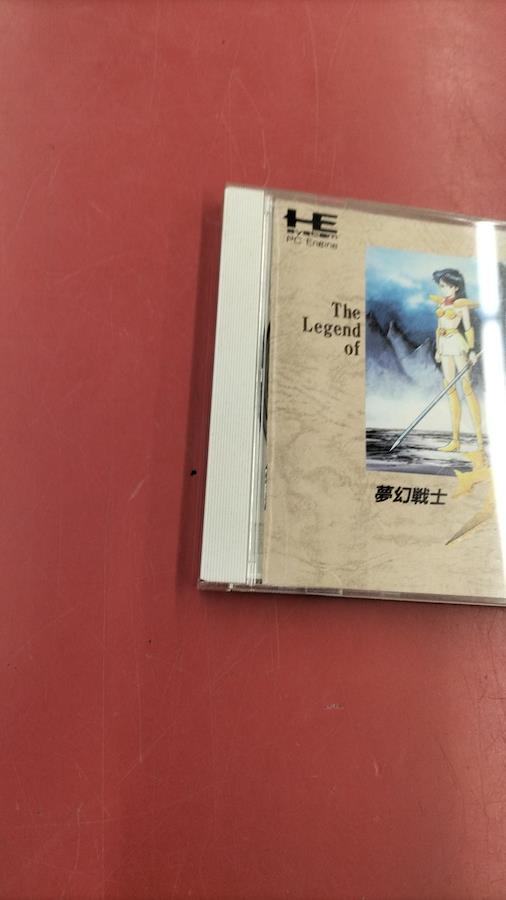 HE
system
PC Engine
The
Legend
of
夢幻戦士